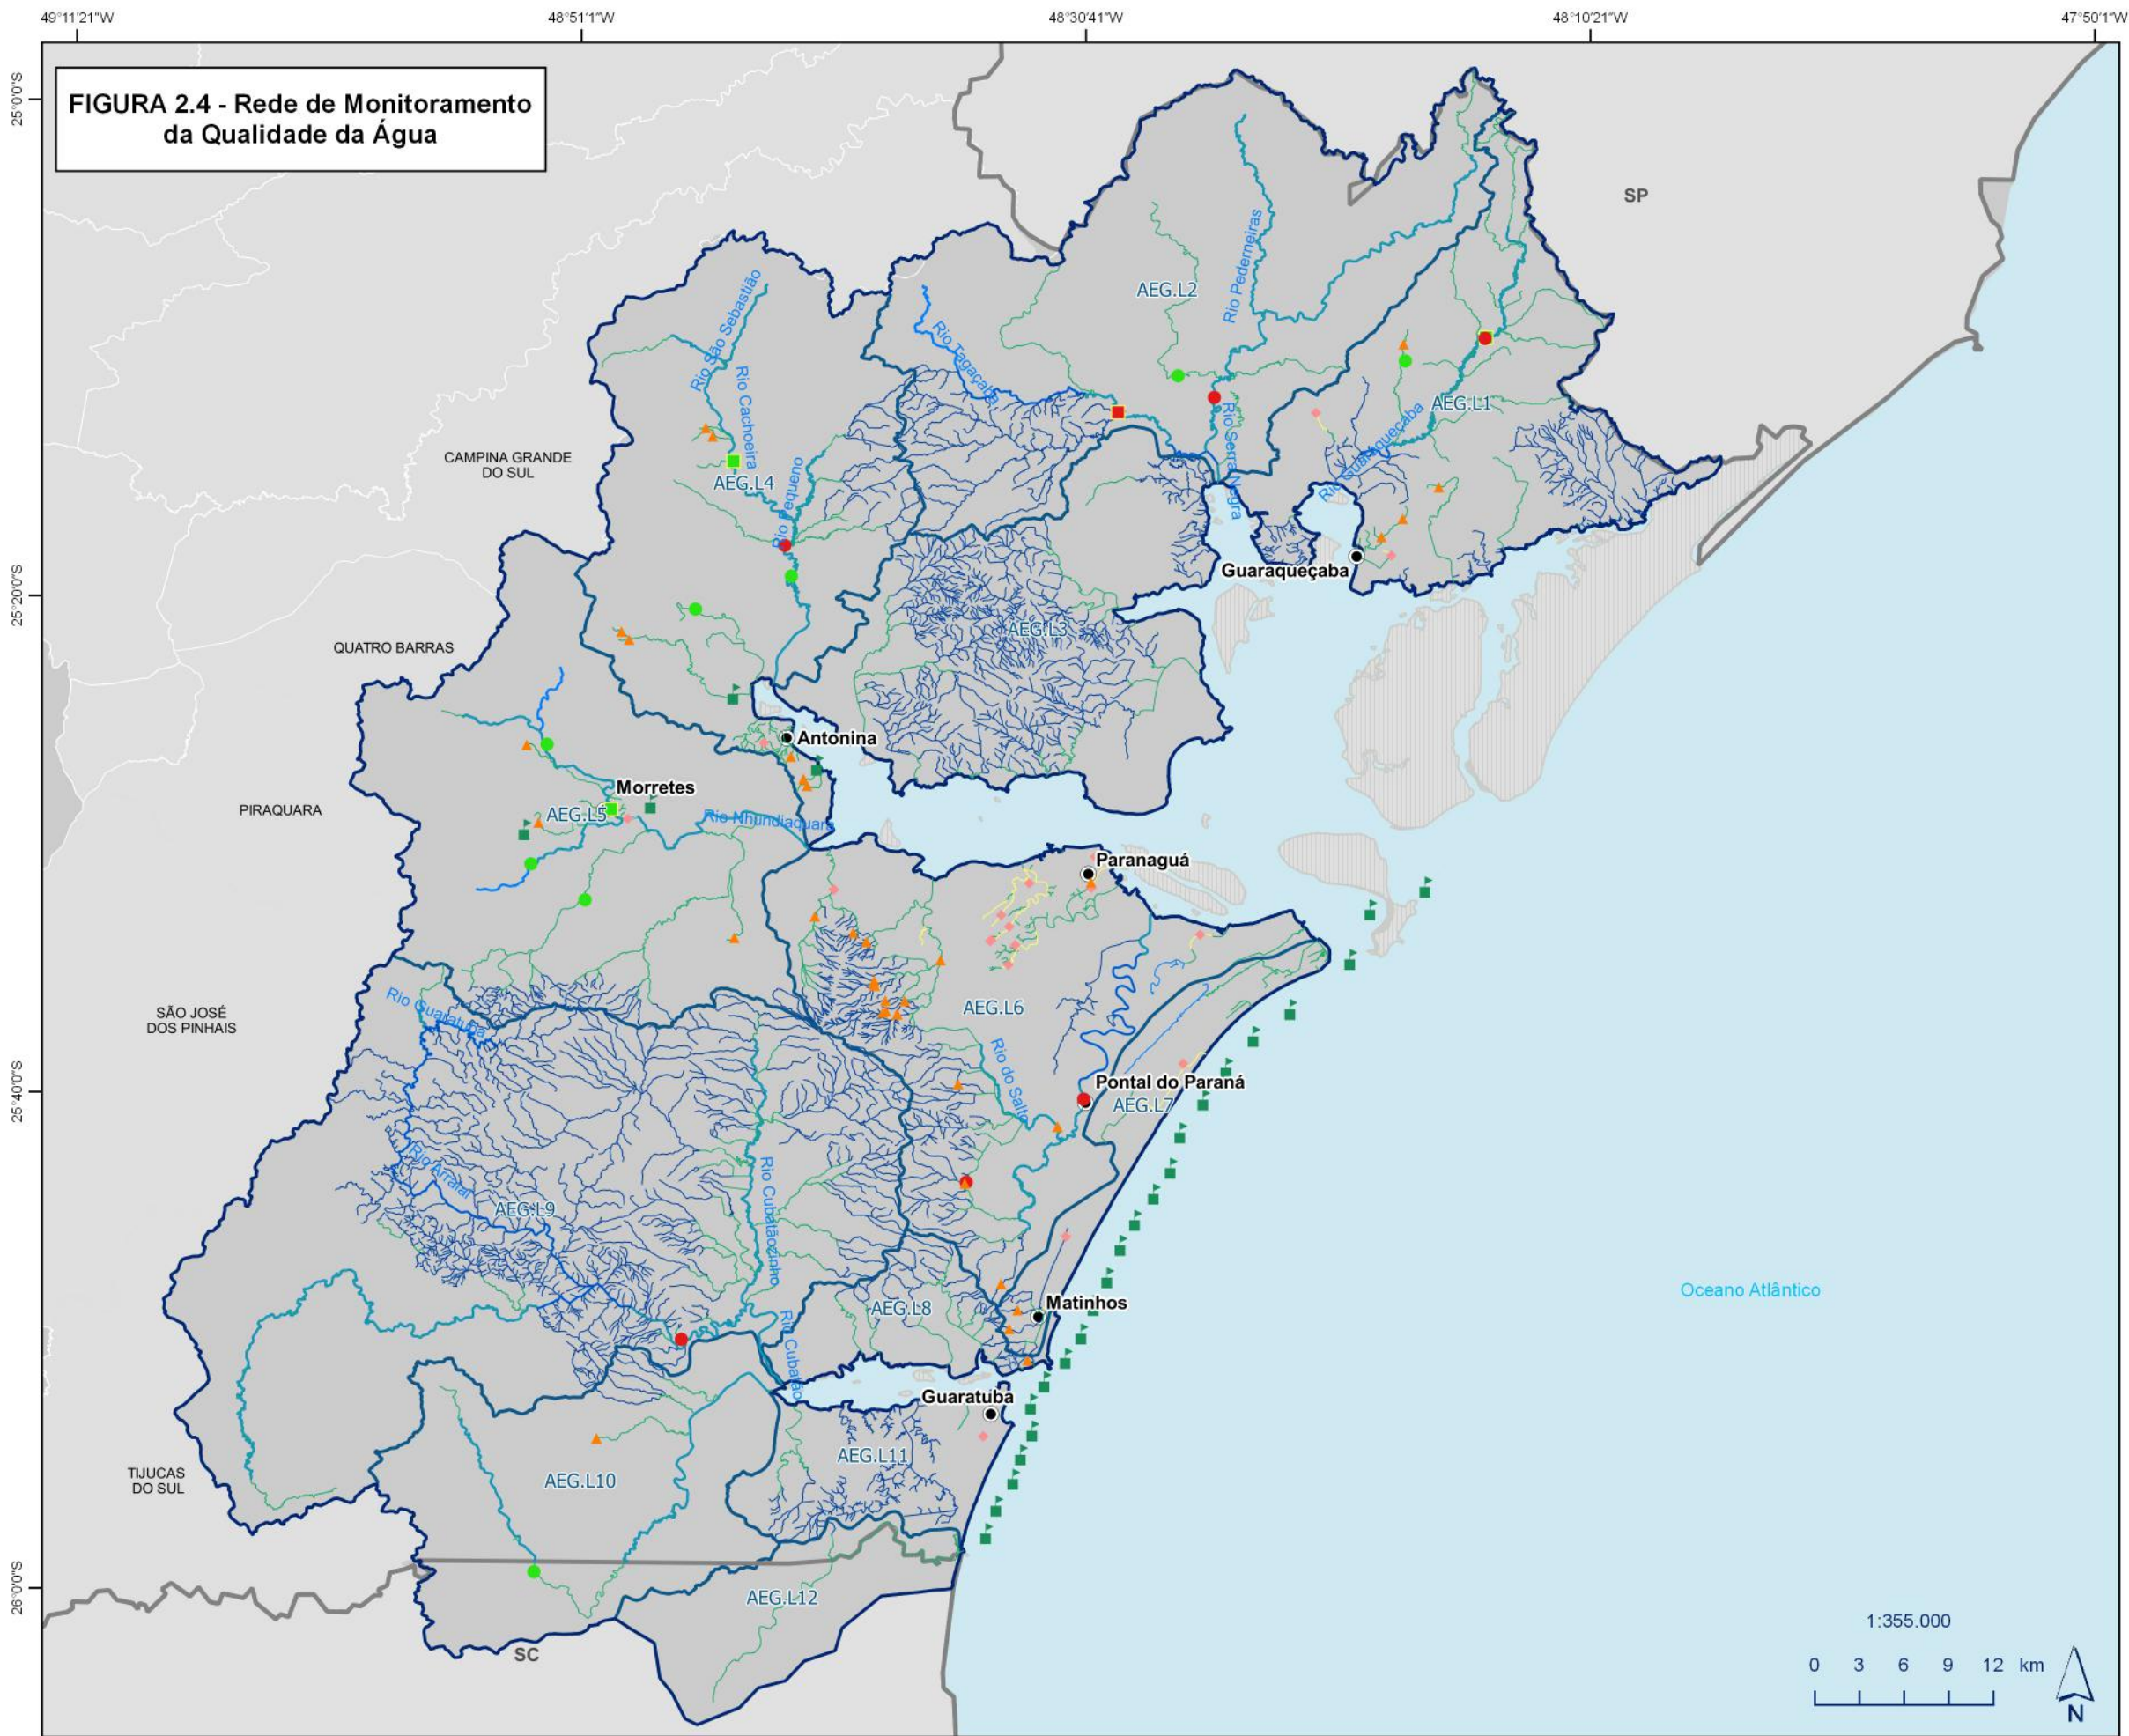 49°11'21"W
48°51'1"W
48°30'41"W
48°10'21"W
47°50'1"W
25°0'0"S
25°20'0"S
25°40'0"S
26°0'0"S
FIGURA 2.4 - Rede de Monitoramento
da Qualidade da Água
SP
AEG.L2
Rio Pederneiras
Rio São Sebastião
Rio Tagaçaba
Rio Cachoeira
AEG.L1
Rio Guaraqueçaba
Rio Serra Negra
CAMPINA GRANDE
DO SUL
AEG.L4
Rio Pequeno
Guaraqueçaba
AEG.L3
QUATRO BARRAS
Antonina
Morretes
PIRAQUARA
AEG.L5
Rio Nhundiaquara
Paranaguá
SÃO JOSÉ
DOS PINHAIS
Rio Guaratuba
AEG.L6
Rio do Salto
Pontal do Paraná
AEG.L7
Rio Arraial
AEG.L9
Rio Cubatãozinho
Oceano Atlântico
AEG.L8
Matinhos
Rio Cubatão
Guaratuba
AEG.L11
TIJUCAS
DO SUL
AEG.L10
AEG.L12
SC
1:355.000
0 3 6 9 12 km
N